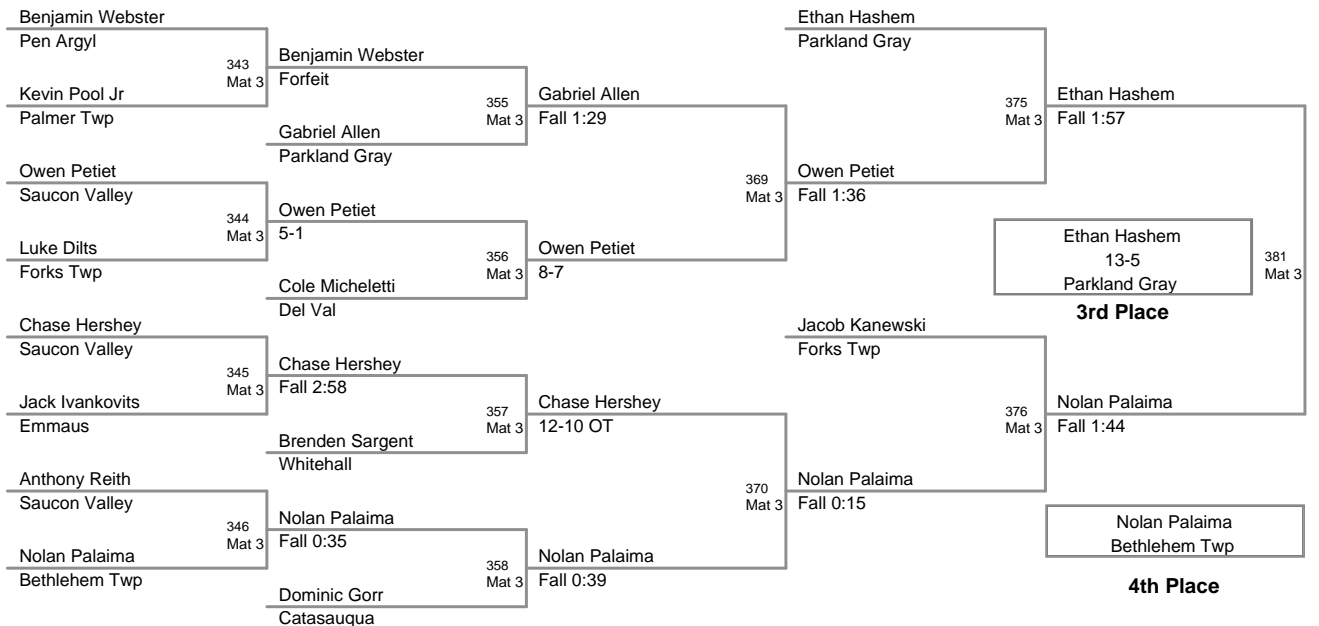 Benjamin Webster
Pen Argyl
343
Mat 3
Kevin Pool Jr
Palmer Twp
Owen Petiet
Saucon Valley
344
Mat 3
Luke Dilts
Forks Twp
Chase Hershey
Saucon Valley
345
Mat 3
Jack Ivankovits
Emmaus
Anthony Reith
Saucon Valley
346
Mat 3
Nolan Palaima
Bethlehem Twp
Benjamin Webster
Forfeit
355
Mat 3
Gabriel Allen
Parkland Gray
Owen Petiet
5-1
356
Mat 3
Cole Micheletti
Del Val
Chase Hershey
Fall 2:58
357
Mat 3
Brenden Sargent
Whitehall
Nolan Palaima
Fall 0:35
358
Mat 3
Dominic Gorr
Catasauqua
Gabriel Allen
Fall 1:29
369
Mat 3
Owen Petiet
8-7
Chase Hershey
12-10 OT
370
Mat 3
Nolan Palaima
Fall 0:39
Ethan Hashem
Parkland Gray
375
Mat 3
Owen Petiet
Fall 1:36
Jacob Kanewski
Forks Twp
376
Mat 3
Nolan Palaima
Fall 0:15
Ethan Hashem
Fall 1:57
381
Mat 3
Nolan Palaima
Fall 1:44
Ethan Hashem
13-5
Parkland Gray
3rd Place
Nolan Palaima
Bethlehem Twp
4th Place